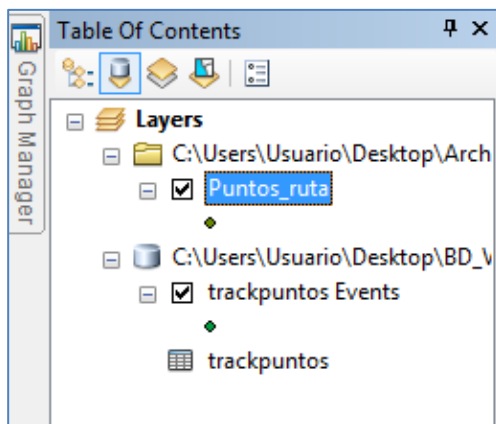 Table Of Contents
Graph Manager
Layers
C:\Users\Usuario\Desktop\Arch
Puntos_ruta
C:\Users\Usuario\Desktop\BD_V
trackpuntos Events
trackpuntos